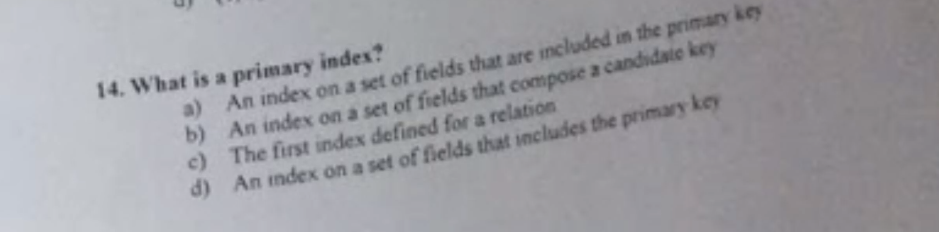 14. What is a primary index?
a) An index on a set of fields that are included in the primary key
b) An index on a set of fields that compose a candidate key
c) The first index defined for a relation
d) An index on a set of fields that includes the primary key